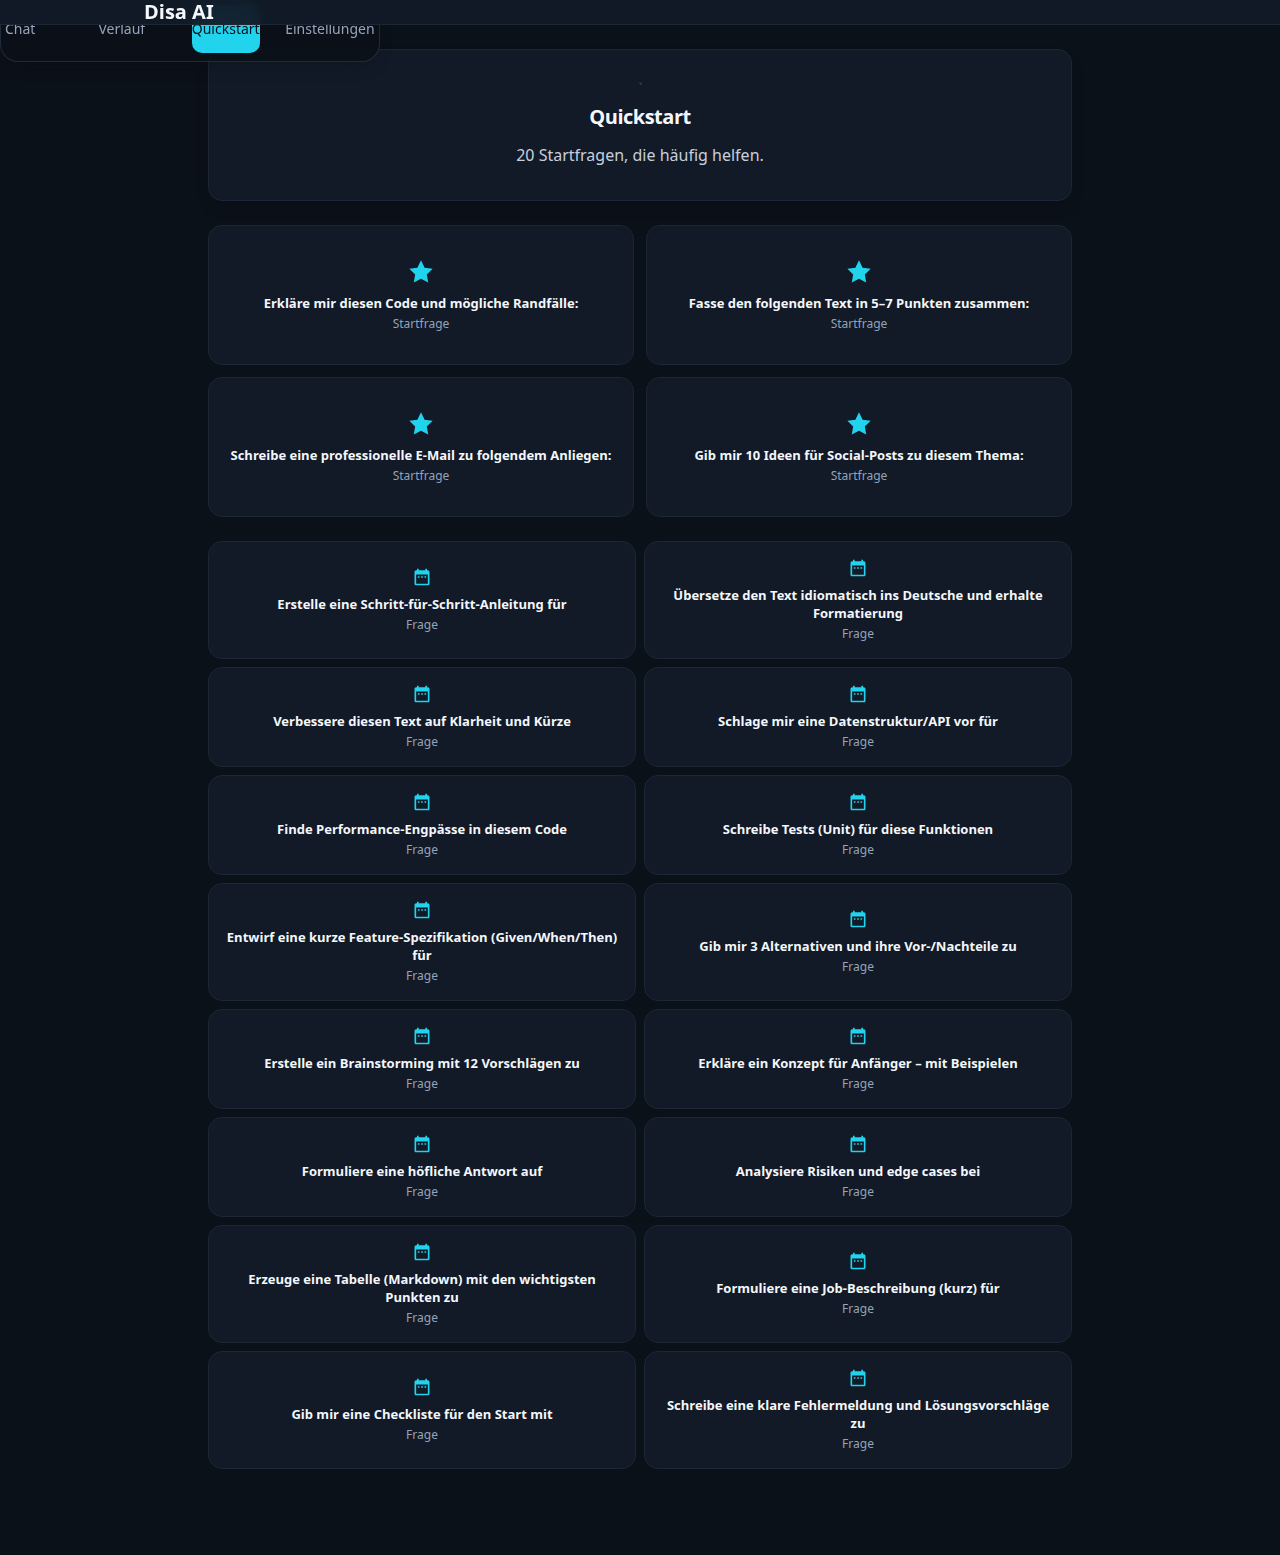 Disa AI
Chat
Verlauf
Quickstart
Einstellungen
Quickstart
20 Startfragen, die häufig helfen.
Erkläre mir diesen Code und mögliche Randfälle:
Startfrage
Fasse den folgenden Text in 5–7 Punkten zusammen:
Startfrage
Schreibe eine professionelle E-Mail zu folgendem Anliegen:
Startfrage
Gib mir 10 Ideen für Social-Posts zu diesem Thema:
Startfrage
Erstelle eine Schritt-für-Schritt-Anleitung für
Frage
Übersetze den Text idiomatisch ins Deutsche und erhalte
Formatierung
Frage
Verbessere diesen Text auf Klarheit und Kürze
Frage
Schlage mir eine Datenstruktur/API vor für
Frage
Finde Performance-Engpässe in diesem Code
Frage
Schreibe Tests (Unit) für diese Funktionen
Frage
Entwirf eine kurze Feature-Spezifikation (Given/When/Then)
für
Frage
Gib mir 3 Alternativen und ihre Vor-/Nachteile zu
Frage
Erstelle ein Brainstorming mit 12 Vorschlägen zu
Frage
Erkläre ein Konzept für Anfänger – mit Beispielen
Frage
Formuliere eine höfliche Antwort auf
Frage
Analysiere Risiken und edge cases bei
Frage
Erzeuge eine Tabelle (Markdown) mit den wichtigsten
Punkten zu
Frage
Formuliere eine Job-Beschreibung (kurz) für
Frage
Gib mir eine Checkliste für den Start mit
Frage
Schreibe eine klare Fehlermeldung und Lösungsvorschläge
zu
Frage